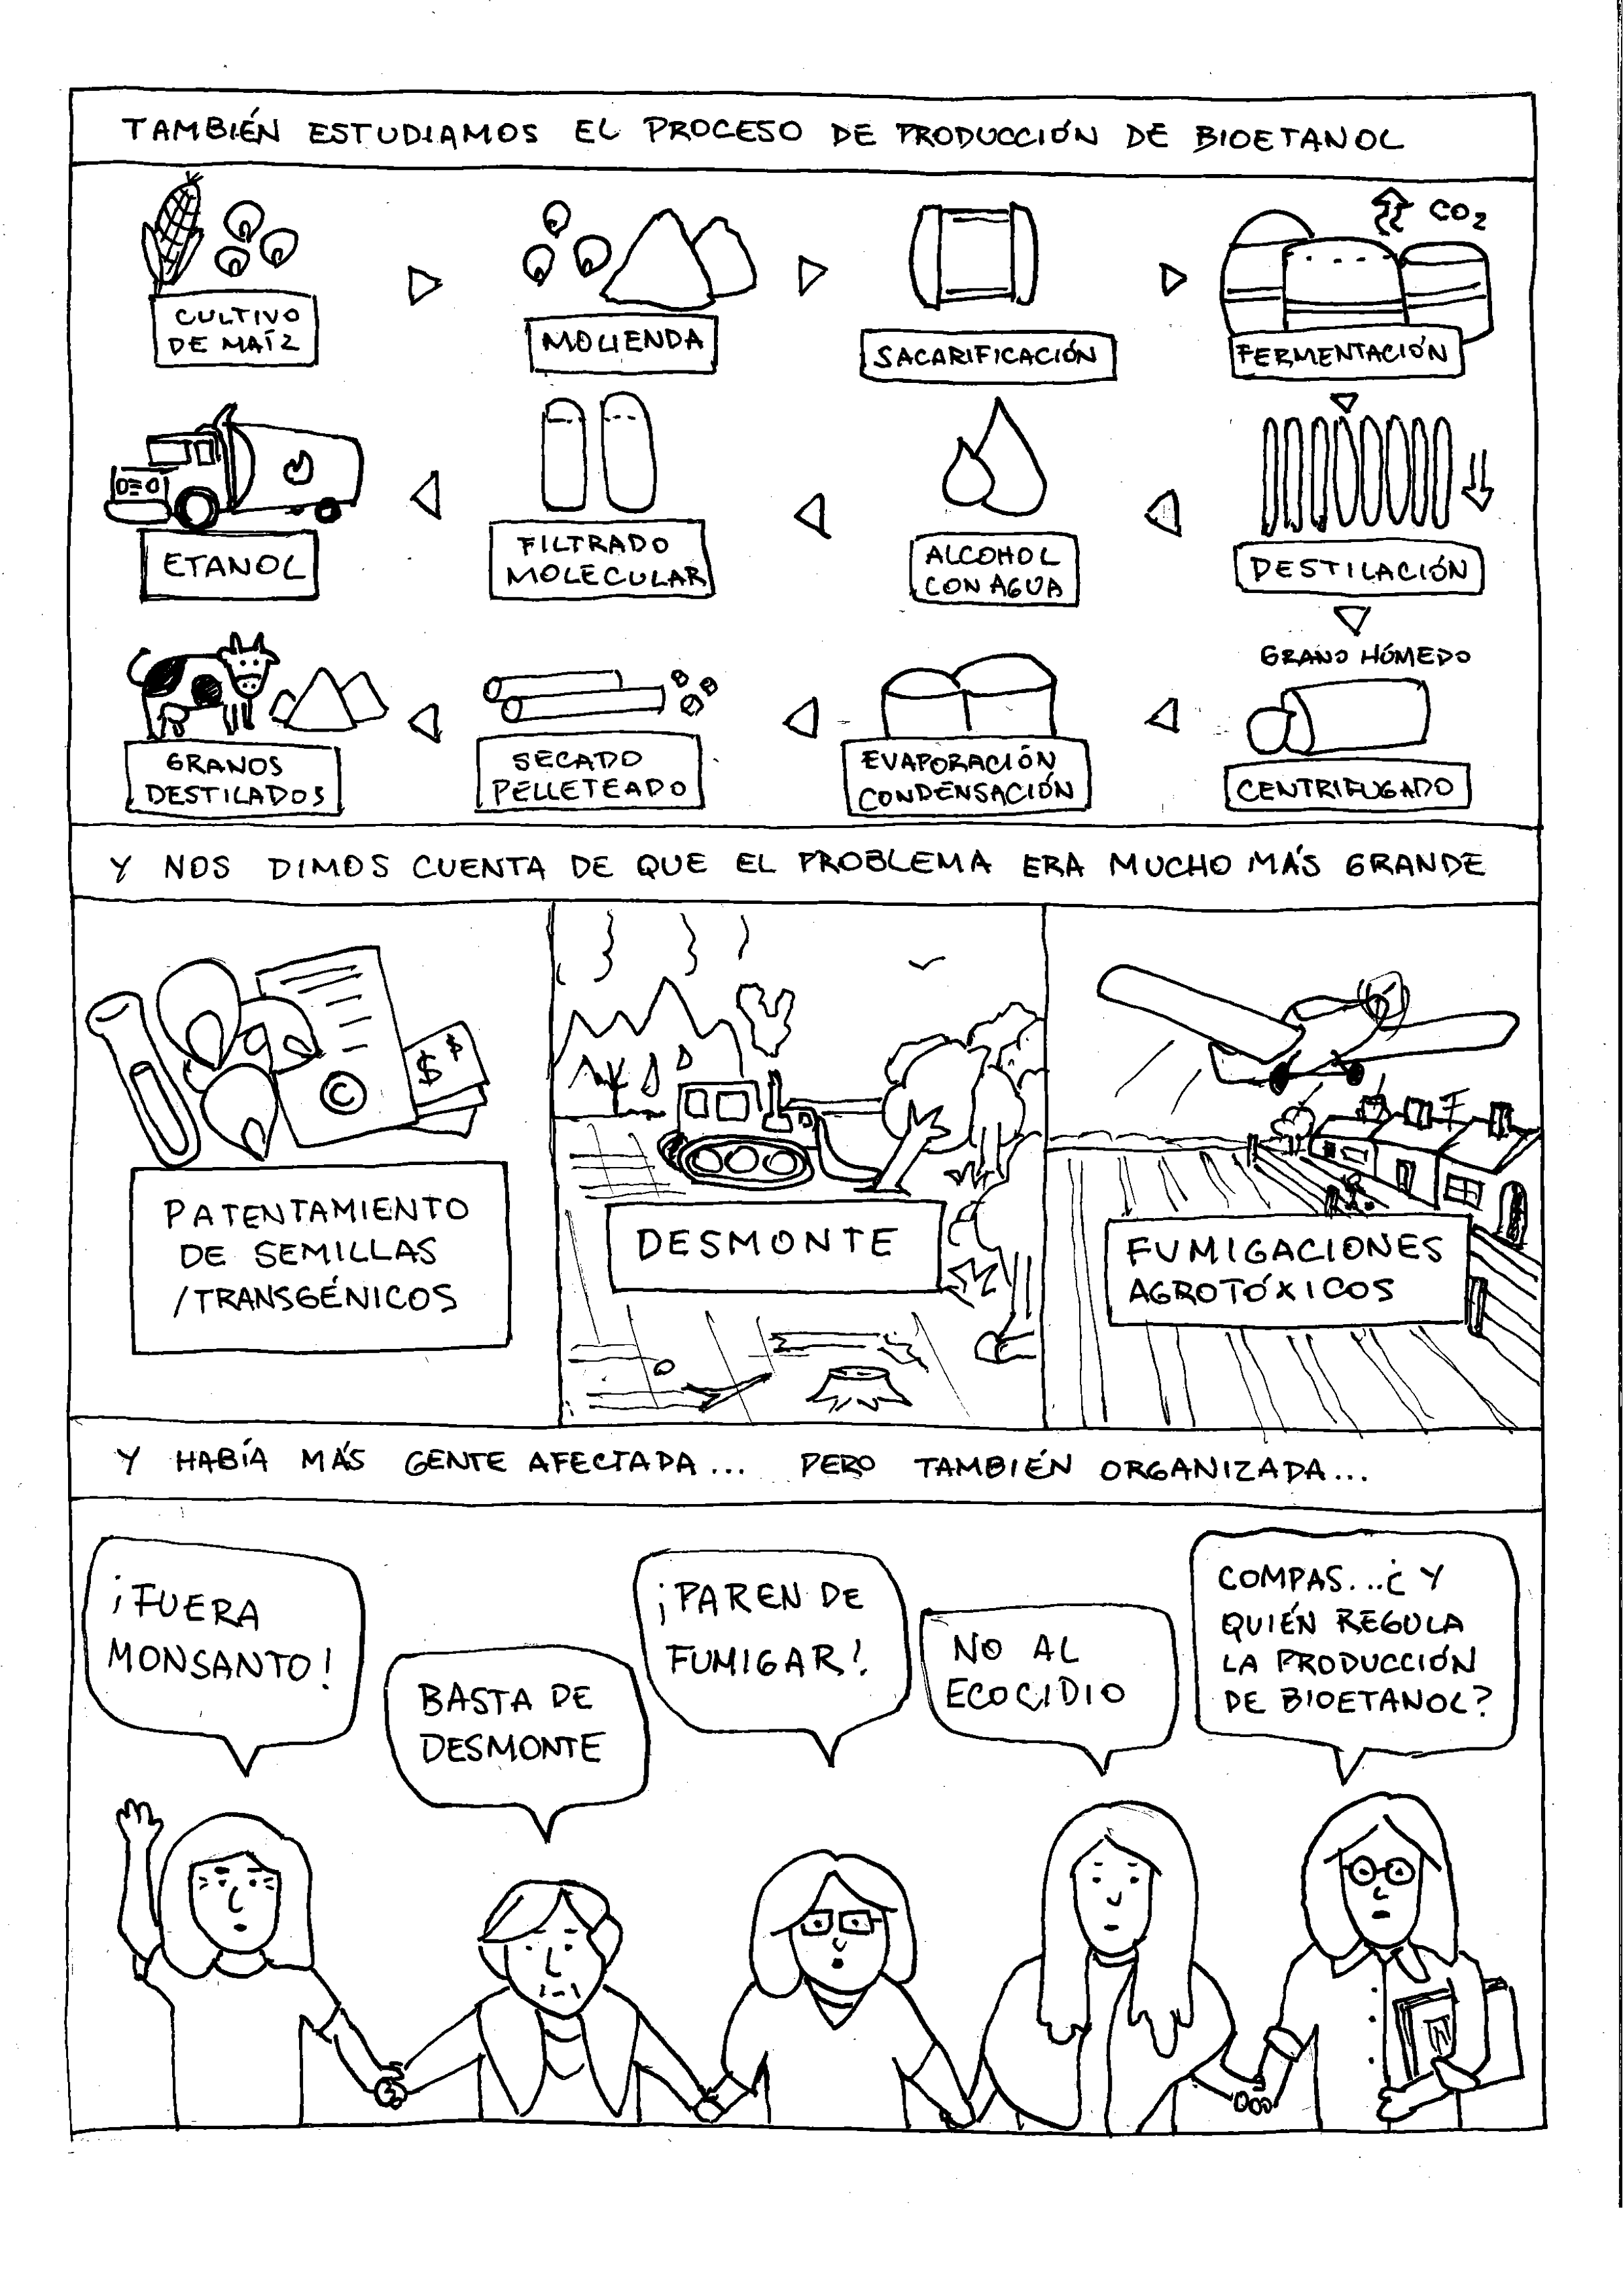 TAMBIÉN ESTUDIAMOS EL PROCESO DE PRODUCCIÓN DE BIOETANOL
CO2
CULTIVO
DE MAÍZ
MOLIENDA
SACARIFICACIÓN
FERMENTACIÓN
ETANOL
FILTRADO
MOLECULAR
ALCOHOL
CON AGUA
DESTILACIÓN
GRANO HÚMEDO
GRANOS
DESTILADOS
SECADO
PELLETEADO
EVAPORACIÓN
CONDENSACIÓN
CENTRIFUGADO
Y NOS DIMOS CUENTA DE QUE EL PROBLEMA ERA MUCHO MÁS GRANDE
$ $
©
PATENTAMIENTO
DE SEMILLAS
/TRANSGÉNICOS
DESMONTE
FUMIGACIONES
AGROTÓXICOS
Y HABÍA MÁS GENTE AFECTADA... PERO TAMBIÉN ORGANIZADA...
¡FUERA
MONSANTO!
BASTA DE
DESMONTE
¡PAREN DE
FUMIGAR!
NO AL
ECOCIDIO
COMPAS...¿Y
QUIÉN REGULA
LA PRODUCCIÓN
DE BIOETANOL?